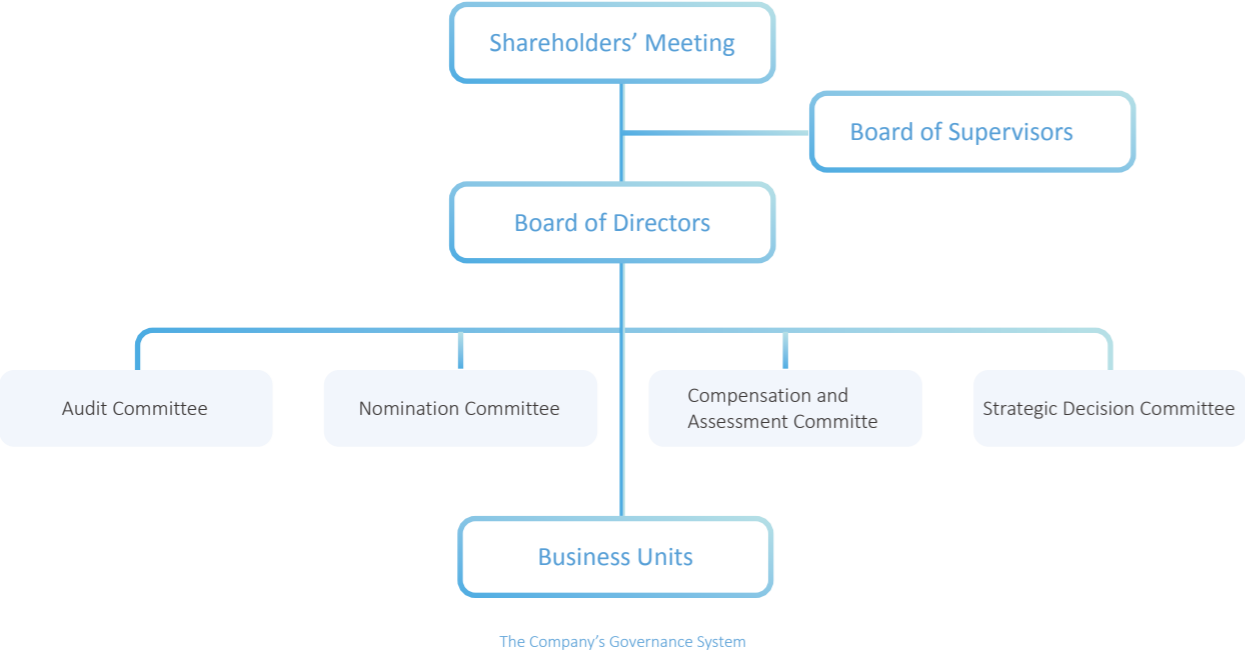 Shareholders’ Meeting
Board of Supervisors
Board of Directors
Audit Committee
Nomination Committee
Compensation and
Assessment Committe
Strategic Decision Committee
Business Units
The Company’s Governance System